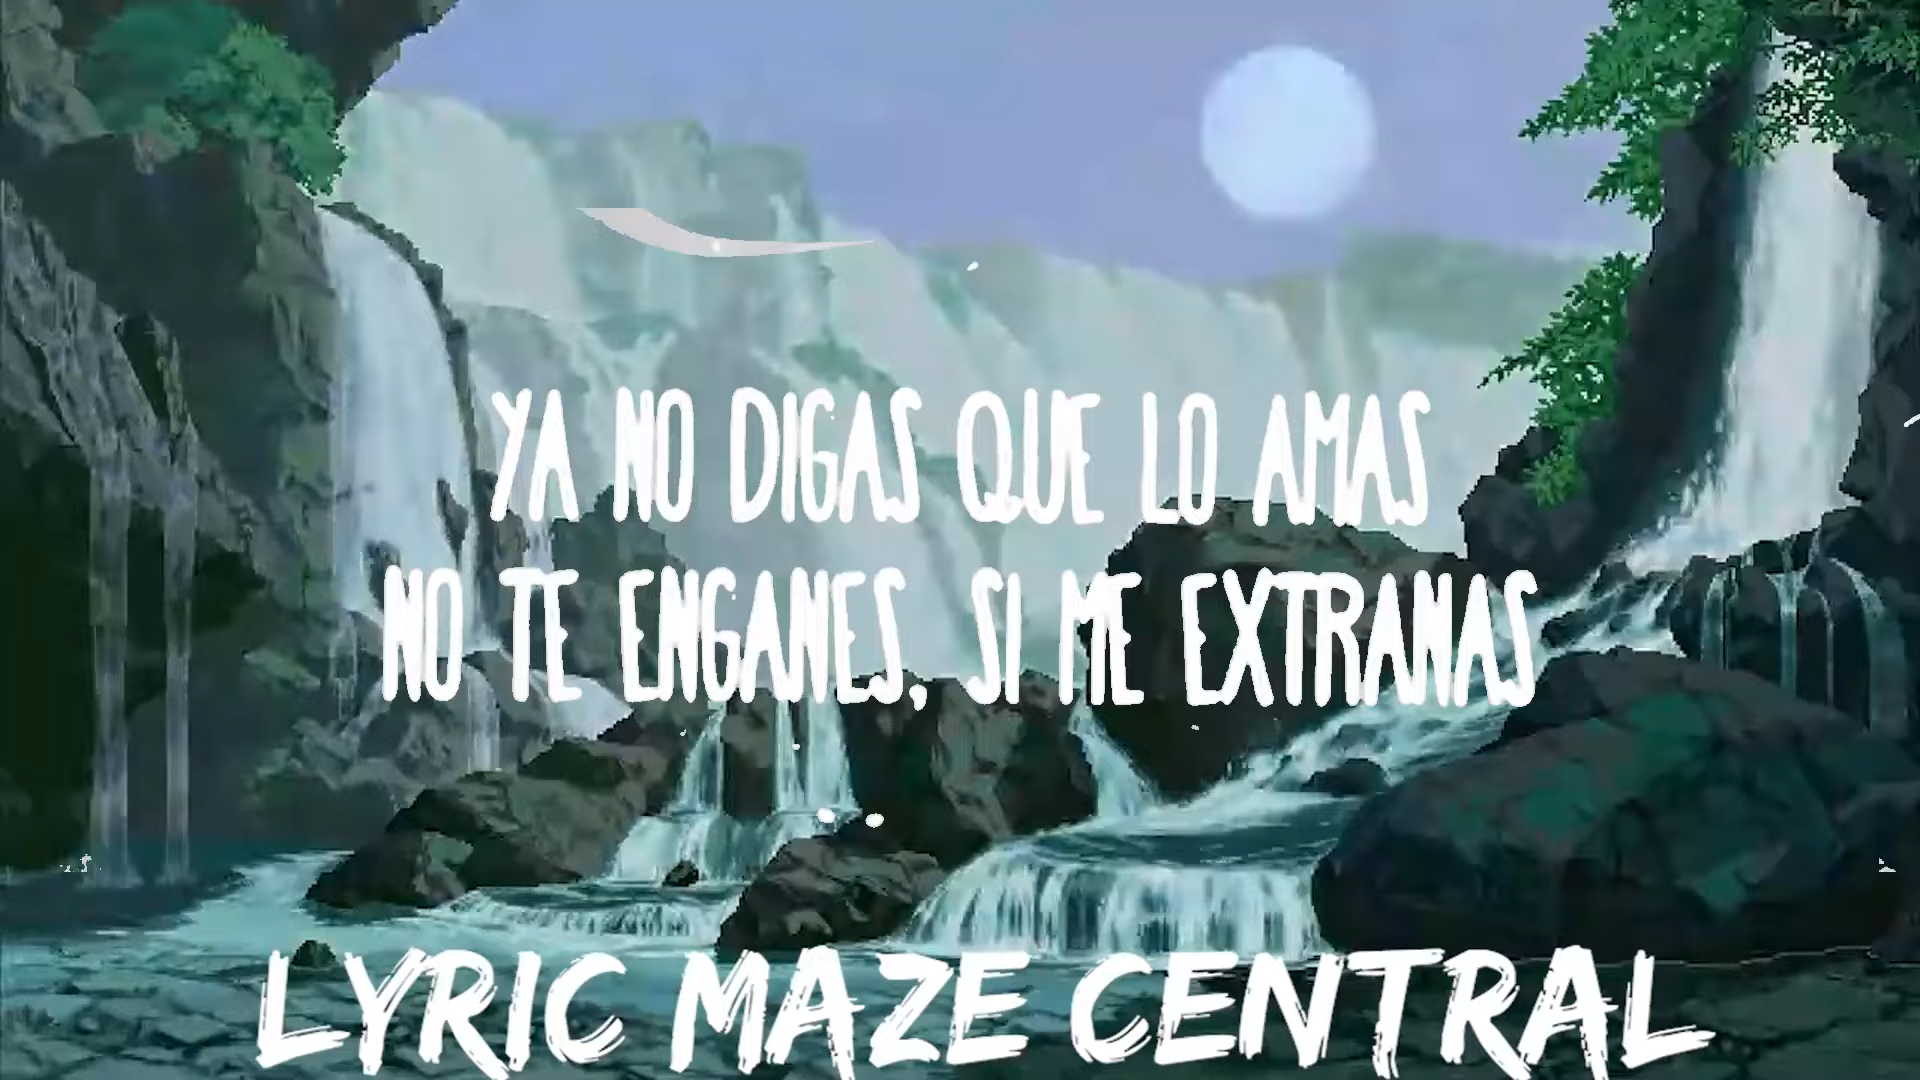 YA NO DIGAS QUE LO AMAS
NO TE ENGANES, SI ME EXTRANAS
LYRIC MAZE CENTRAL